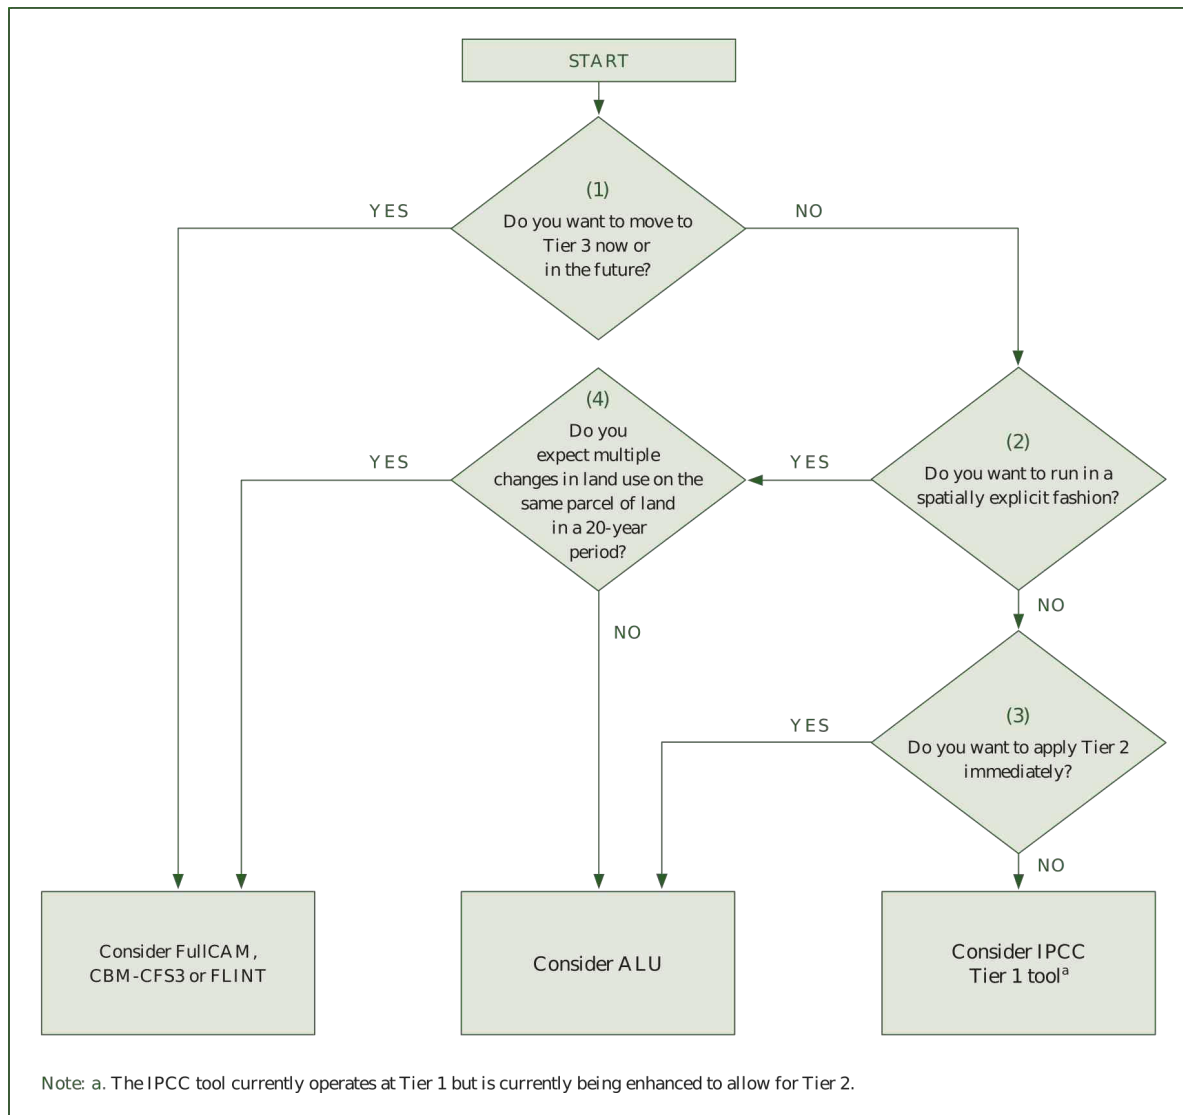 START
(1)
Do you want to move to
Tier 3 now or
in the future?
YES
NO
(4)
Do you
expect multiple
changes in land use on the
same parcel of land
in a 20-year
period?
YES
NO
(2)
Do you want to run in a
spatially explicit fashion?
YES
NO
(3)
Do you want to apply Tier 2
immediately?
YES
NO
Consider FullCAM,
CBM-CFS3 or FLINT
Consider ALU
Consider IPCC
Tier 1 toolᵃ
Note: a. The IPCC tool currently operates at Tier 1 but is currently being enhanced to allow for Tier 2.